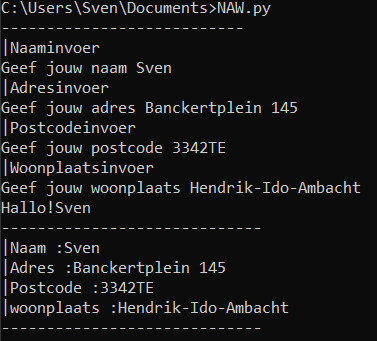 C:\Users\Sven\Documents>NAW.py
---------------------------
|Naaminvoer
Geef jouw naam Sven
|Adresinvoer
Geef jouw adres Banckertplein 145
|Postcodeinvoer
Geef jouw postcode 3342TE
|Woonplaatsinvoer
Geef jouw woonplaats Hendrik-Ido-Ambacht
Hallo!Sven
-----------------------------
|Naam :Sven
|Adres :Banckertplein 145
|Postcode :3342TE
|woonplaats :Hendrik-Ido-Ambacht
-----------------------------